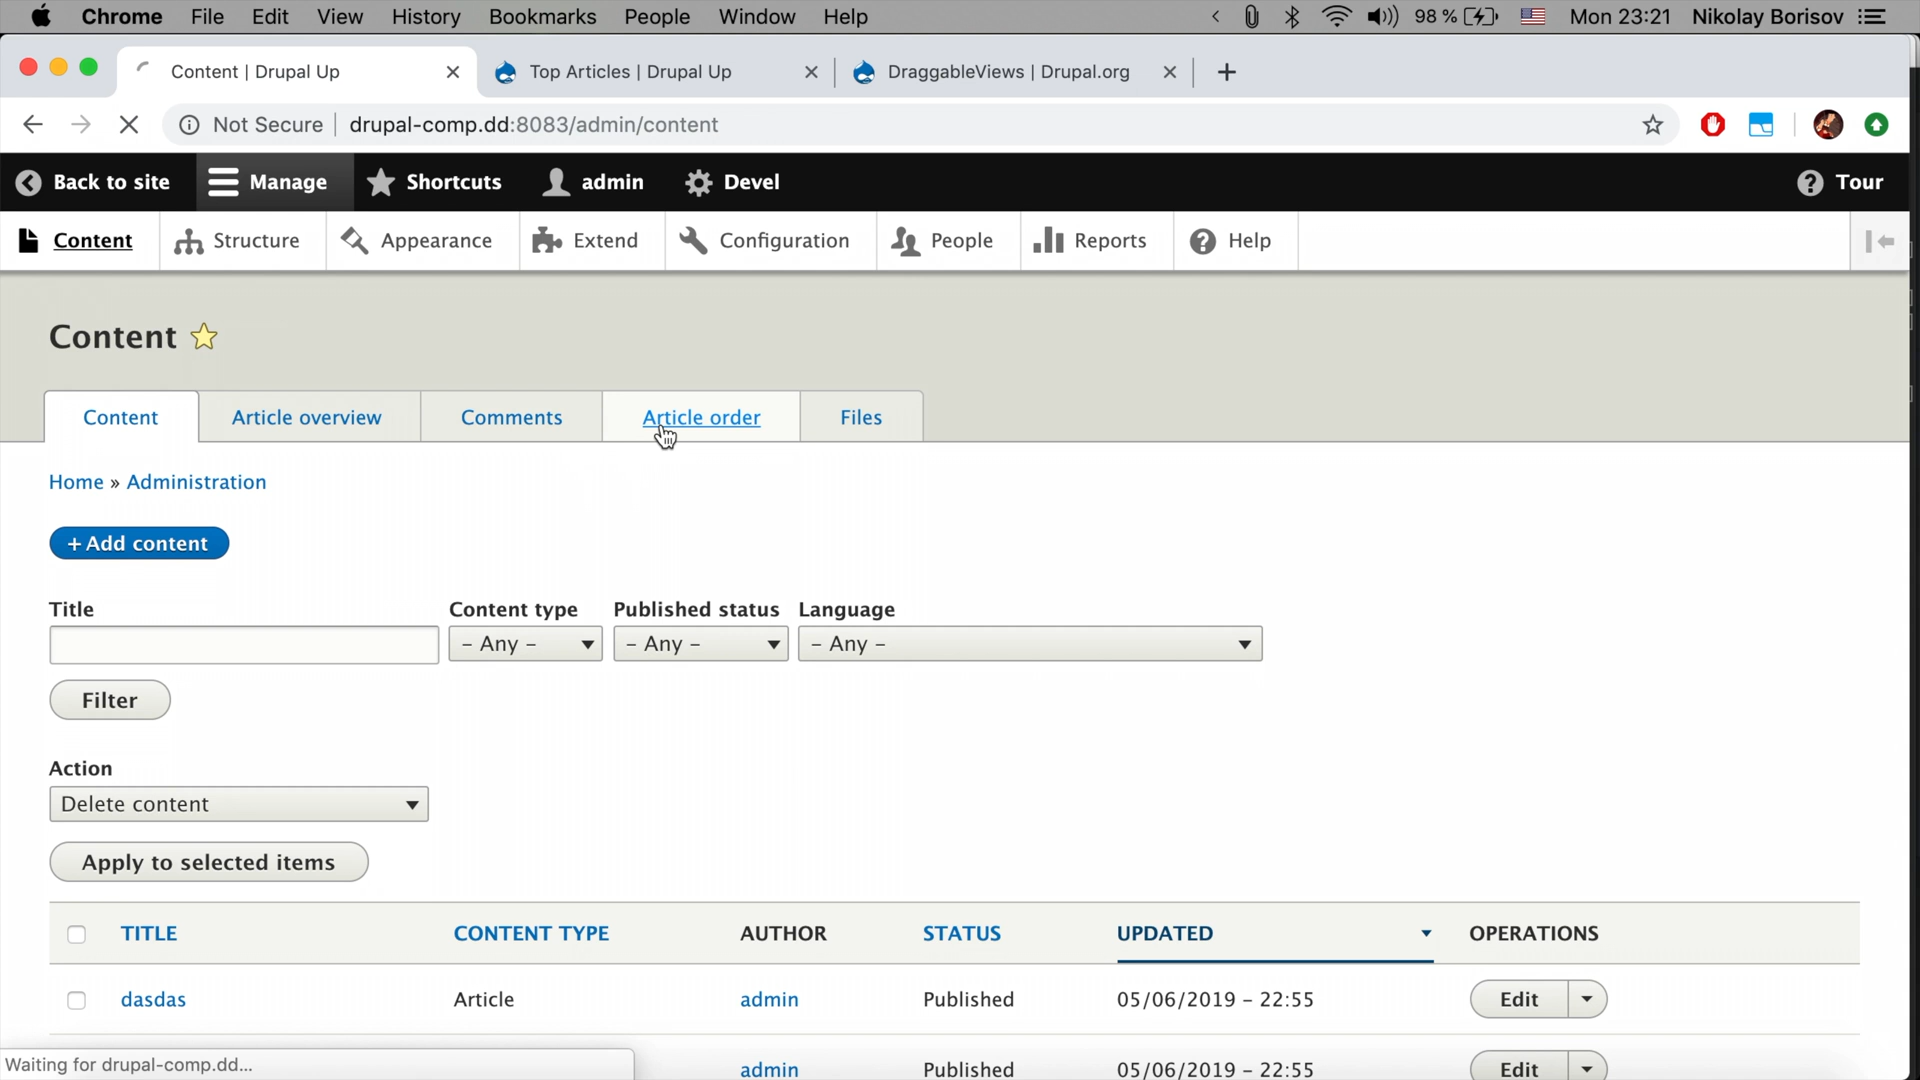 Chrome File Edit View History Bookmarks People Window Help 98 % Mon 23:21 Nikolay Borisov
Content | Drupal Up Top Articles | Drupal Up DraggableViews | Drupal.org
Not Secure drupal-comp.dd:8083/admin/content
Back to site Manage Shortcuts admin Devel Tour
Content Structure Appearance Extend Configuration People Reports Help
Content
Content Article overview Comments Article order Files
Home » Administration
+ Add content
Title Content type Published status Language
- Any - - Any - - Any -
Filter
Action
Delete content
Apply to selected items
TITLE CONTENT TYPE AUTHOR STATUS UPDATED OPERATIONS
dasdas Article admin Published 05/06/2019 - 22:55 Edit
admin Published 05/06/2019 - 22:55 Edit
Waiting for drupal-comp.dd...